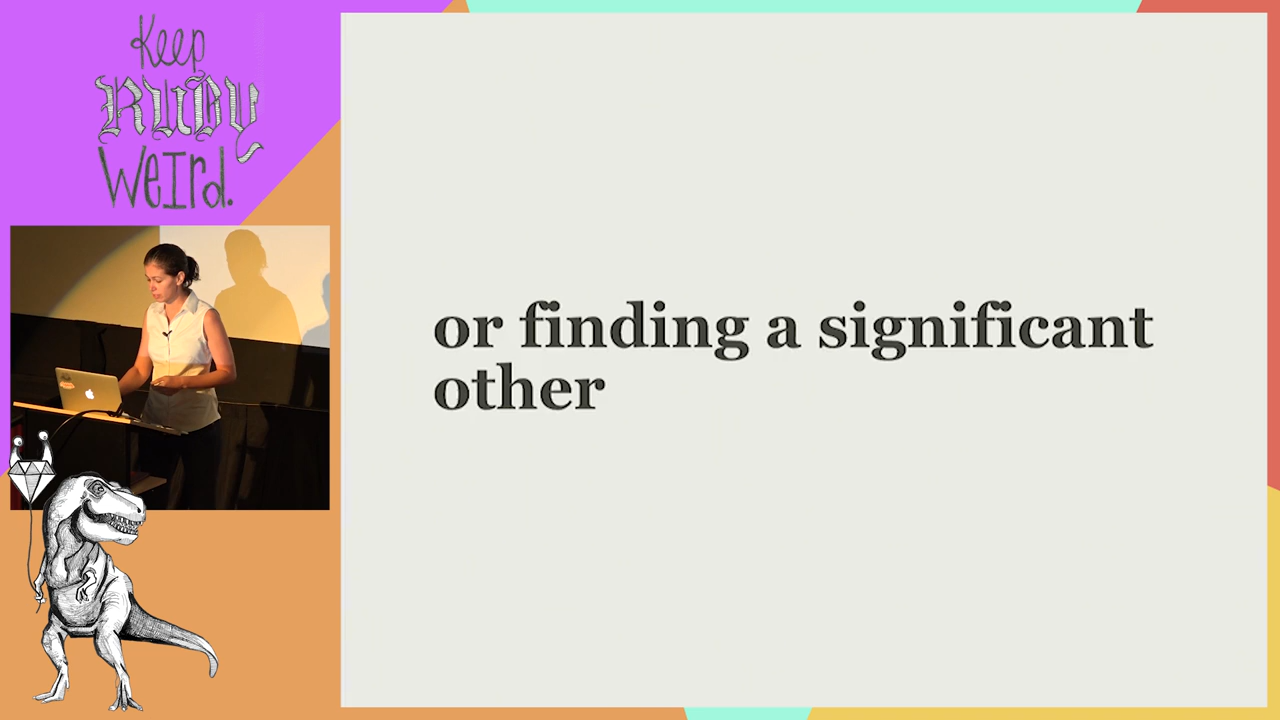 Keep
RUBY
Weird.
or finding a significant
other